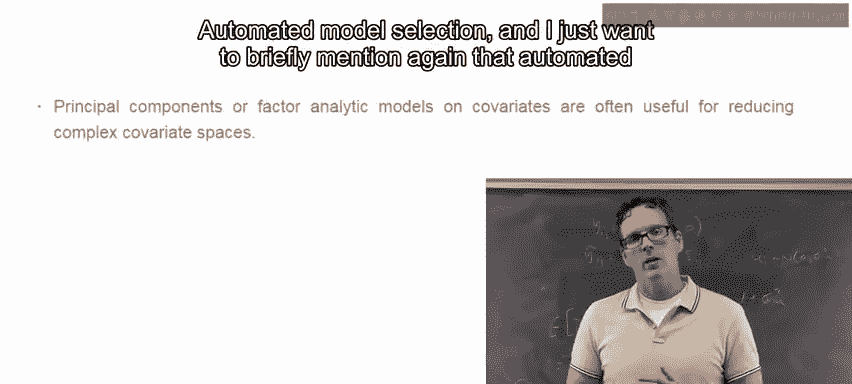 Automated model selection, and I just want
to briefly mention again that automated
· Principal components or factor analytic models on covariates are often useful for reducing
complex covariate spaces.